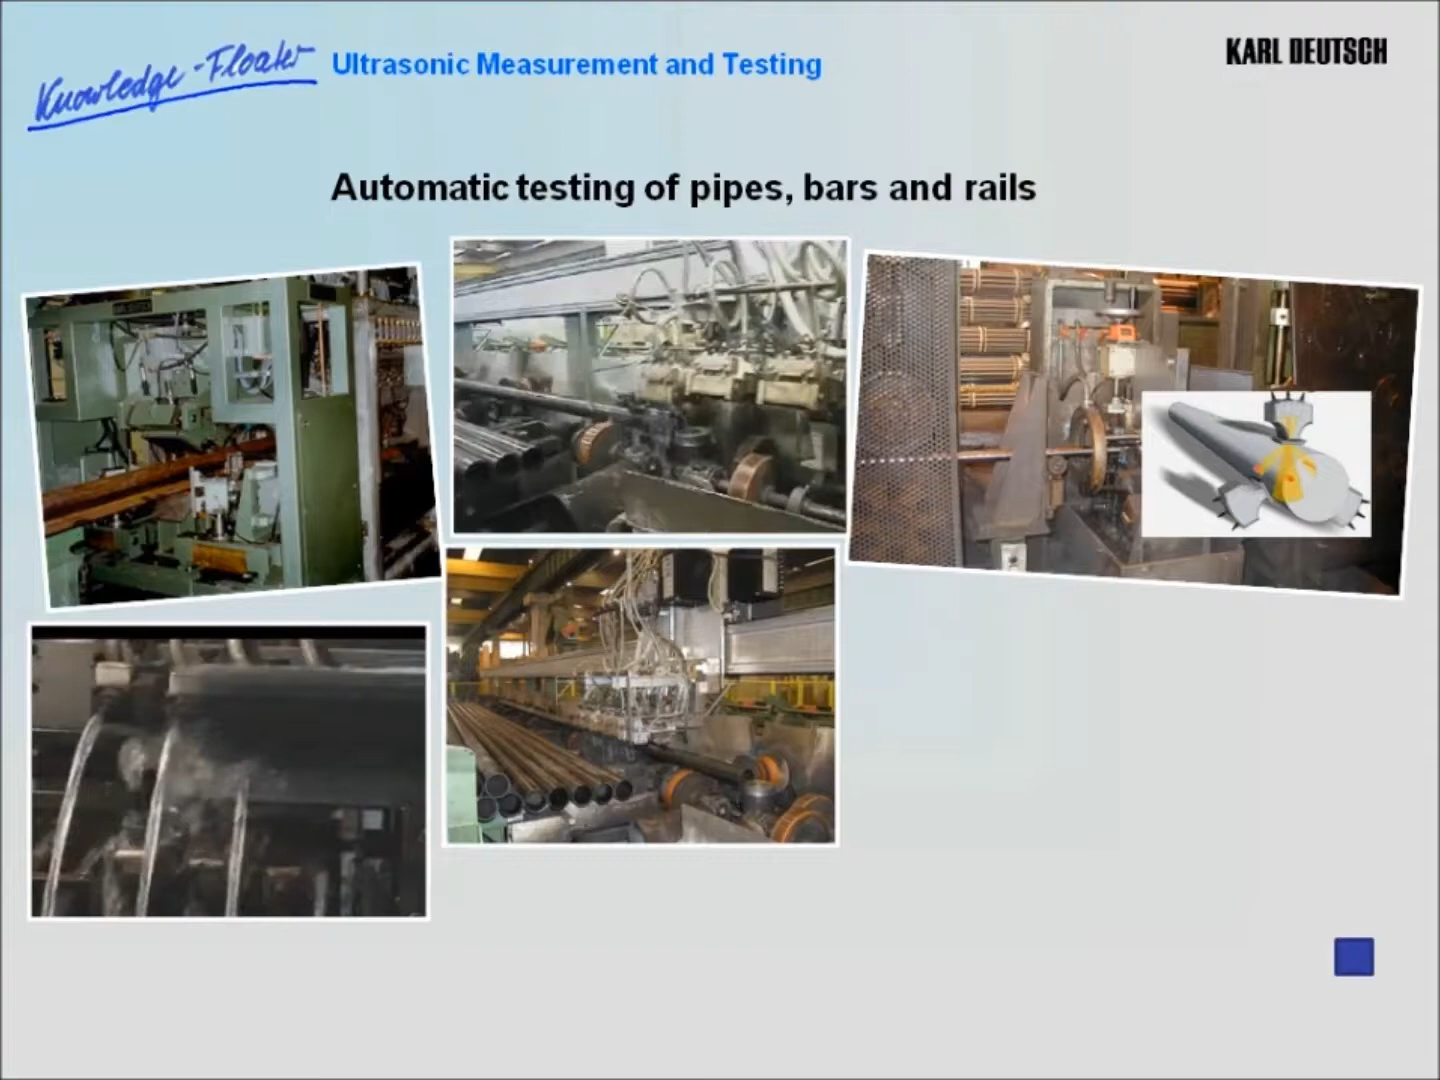 Knowledge-Floater
Ultrasonic Measurement and Testing
KARL DEUTSCH
Automatic testing of pipes, bars and rails